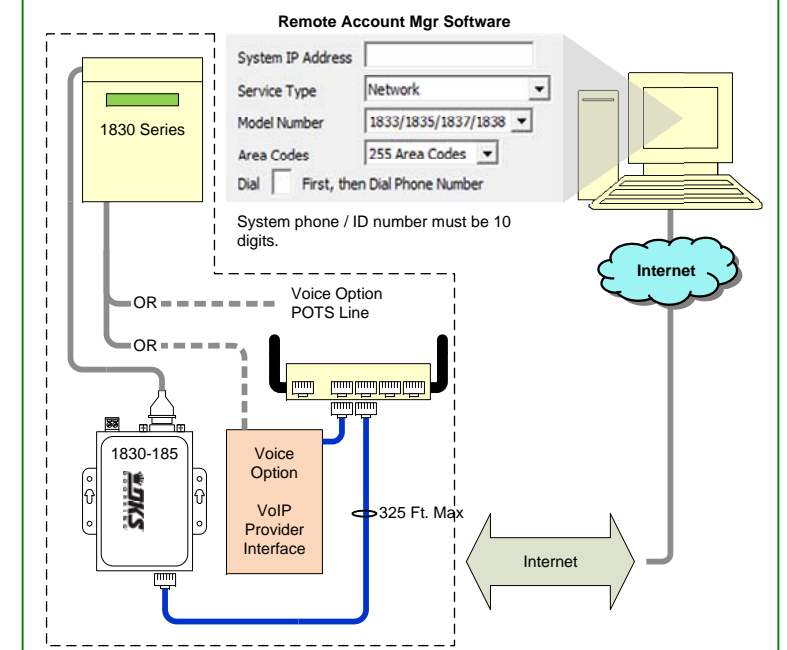 Remote Account Mgr Software
System IP Address
Service Type
Network
Model Number
1833/1835/1837/1838
Area Codes
255 Area Codes
Dial
First, then Dial Phone Number
System phone / ID number must be 10
digits.
1830 Series
Internet
OR
Voice Option
POTS Line
OR
1830-185
DKS
DOORKING
Voice
Option
VoIP
Provider
Interface
325 Ft. Max
Internet